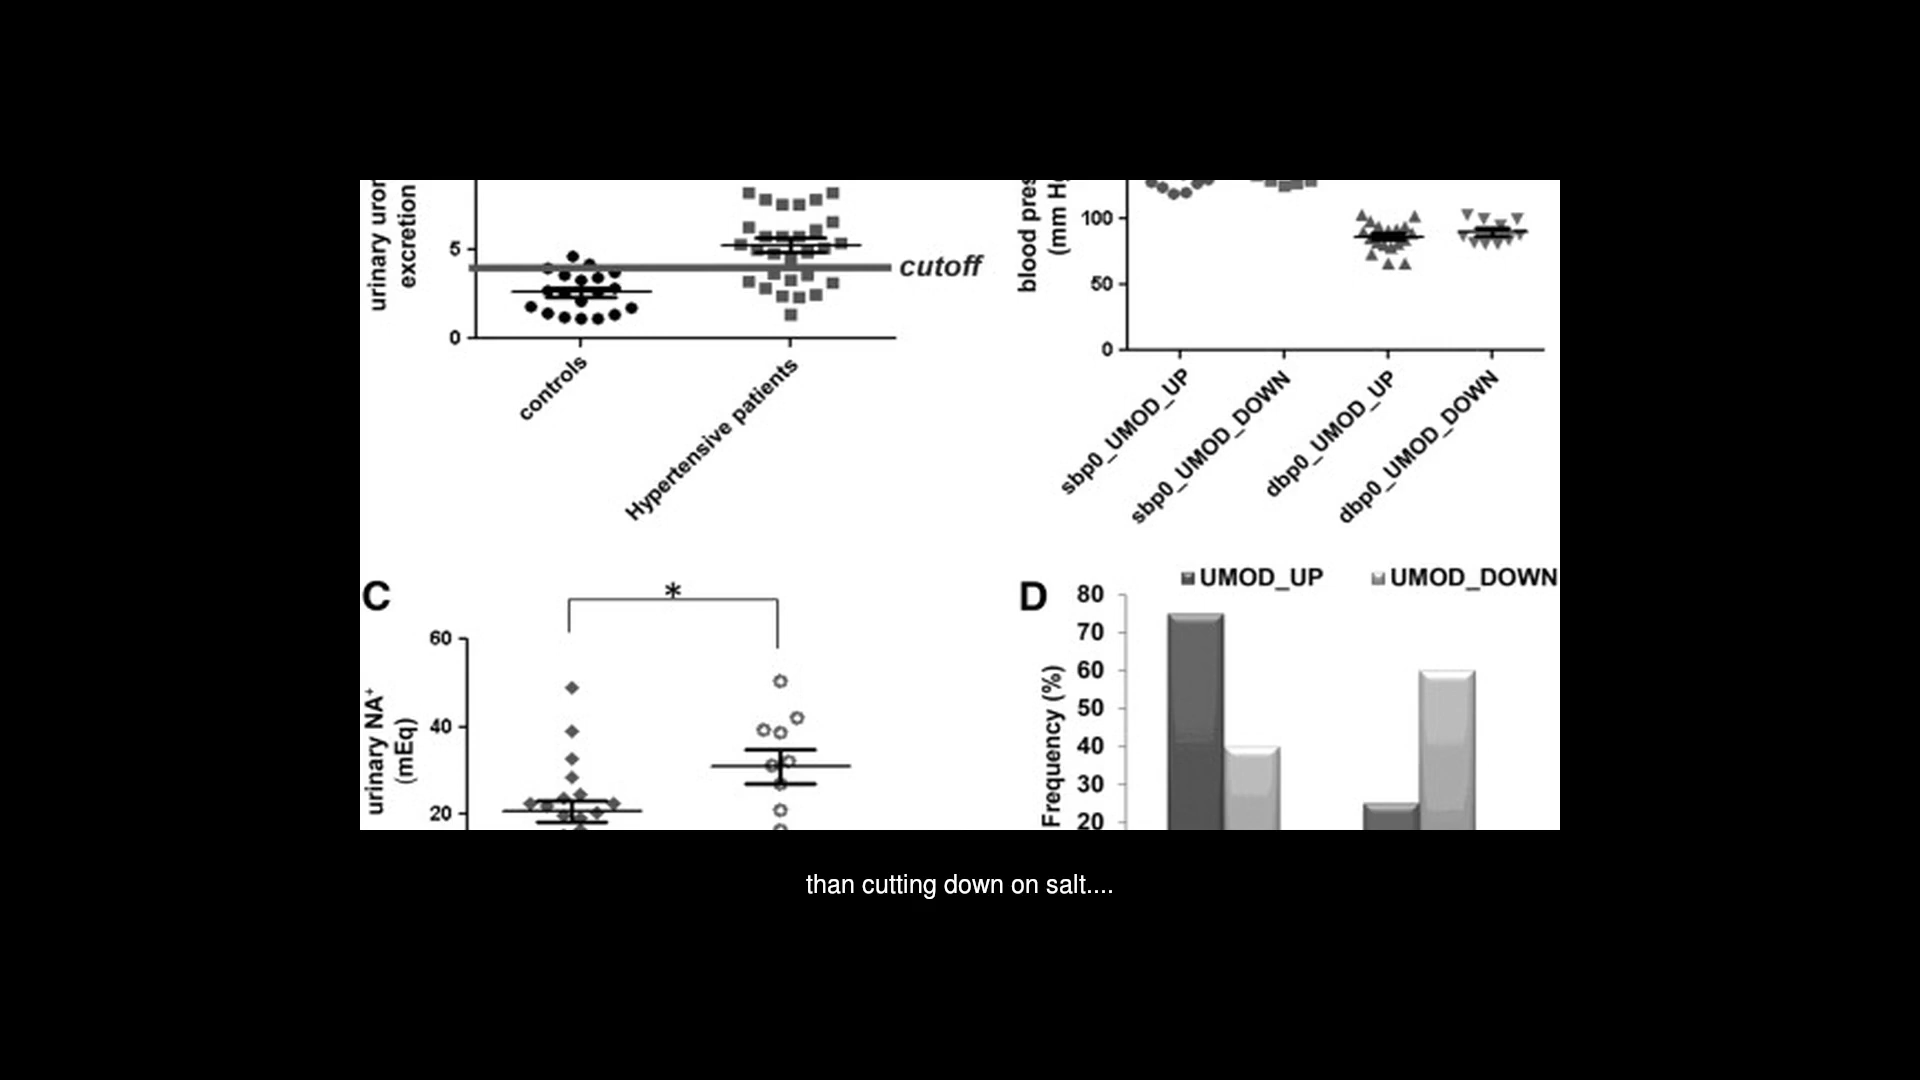 urinary uror
excretion
5
0
cutoff
controls
Hypertensive patients
blood pres
(mm Hg
100
50
0
sbp0_UMOD_UP
sbp0_UMOD_DOWN
dbp0_UMOD_UP
dbp0_UMOD_DOWN
C
*
60
40
20
urinary NA+
(mEq)
D
UMOD_UP UMOD_DOWN
80
70
60
50
40
30
20
Frequency (%)
than cutting down on salt....